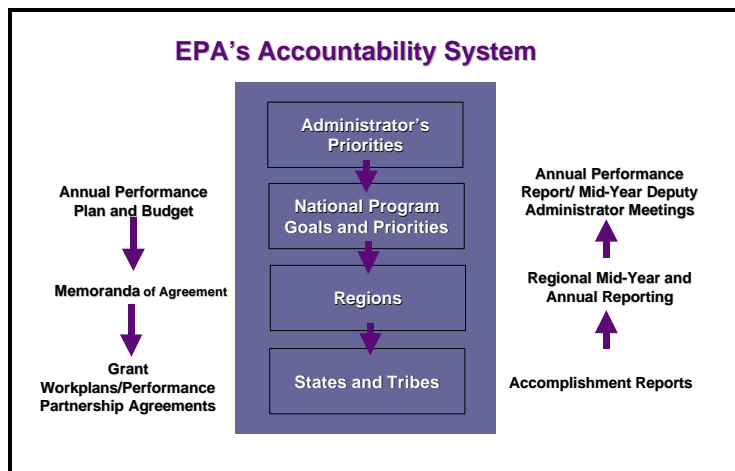 EPA's Accountability System
Administrator's
Priorities
National Program
Goals and Priorities
Regions
States and Tribes
Annual Performance
Plan and Budget
Memoranda of Agreement
Grant
Workplans/Performance
Partnership Agreements
Annual Performance
Report/ Mid-Year Deputy
Administrator Meetings
Regional Mid-Year and
Annual Reporting
Accomplishment Reports